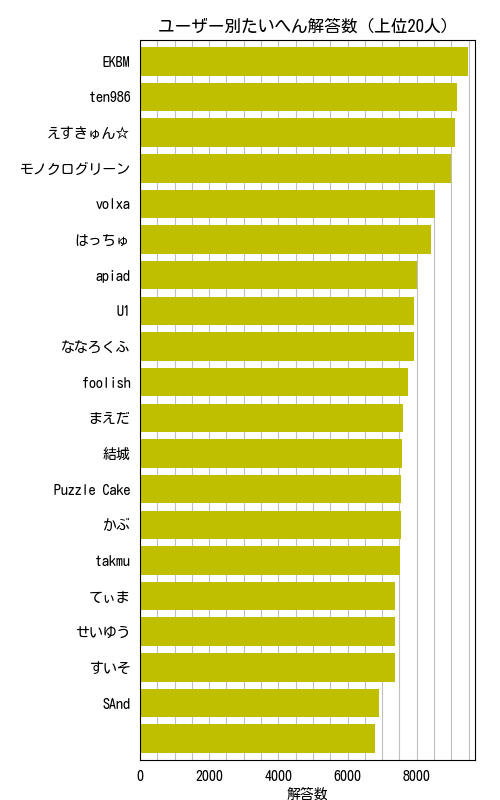 ユーザー別たいへん解答数（上位20人）
EKBM
ten986
えすきゅん☆
モノクログリーン
volxa
はっちゅ
apiad
U1
ななろくふ
foolish
まえだ
結城
Puzzle Cake
かぶ
takmu
てぃま
せいゆう
すいそ
SAnd
0 2000 4000 6000 8000
解答数